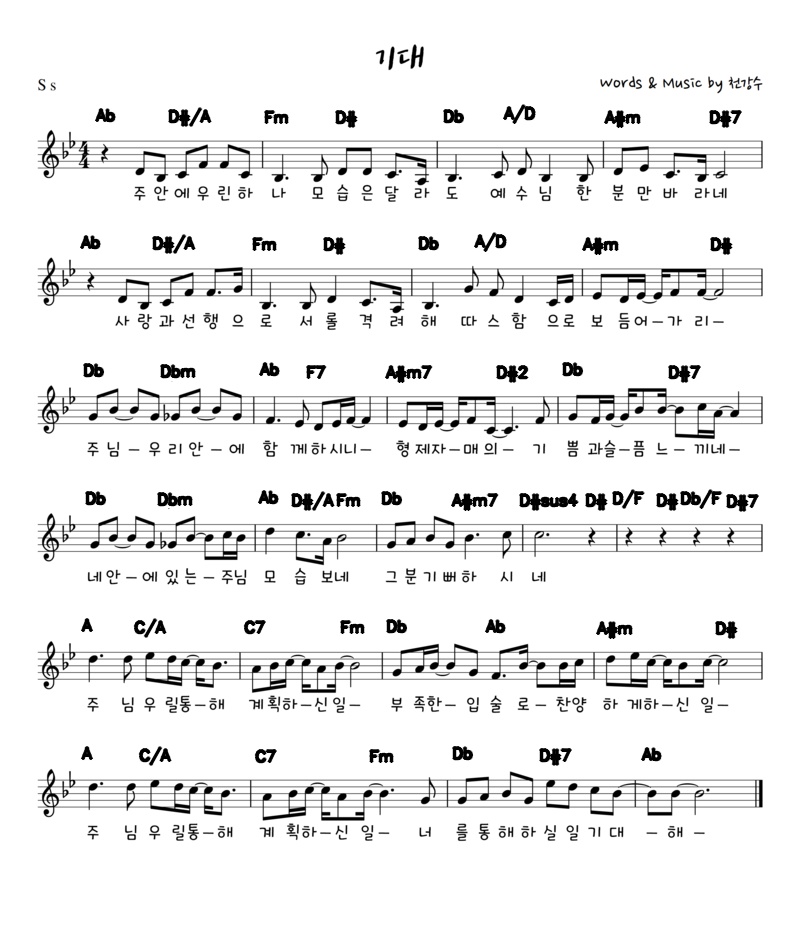 기대
S s
Words & Music by 천강수
Ab D#/A Fm D# Db A/D A#m D#7
4 4
주 안 에 우 린 하 나 모 습 은 달 라 도 예 수 님 한 분 만 바 라 네
Ab D#/A Fm D# Db A/D A#m D#
사 랑 과 선 행 으 로 서 롤 격 려 해 따 스 함 으로 보 듬어 – 가 리 –
Db Dbm Ab F7 A#m7 D#2 Db D#7
주 님 – 우 리 안 – 에 함 께하시니 – 형 제자 – 매 의 – 기 쁨 과슬 – 픔 느 – 끼네 –
Db Dbm Ab D#/A Fm Db A#m7 D#sus4 D# D/F D# Db/F D#7
네 안 – 에 있 는 – 주님 모 습 보네 그 분 기 뻐 하 시 네
A C/A C7 Fm Db Ab A#m D#
주 님 우 릴통 – 해 계 획하 – 신 일 – 부 족한 – 입 술 로 – 찬양 하 게하 – 신 일 –
A C/A C7 Fm Db D#7 Ab
주 님 우 릴통 – 해 계 획하 – 신 일 – 너 를 통 해 하 실 일 기 대 – 해 –